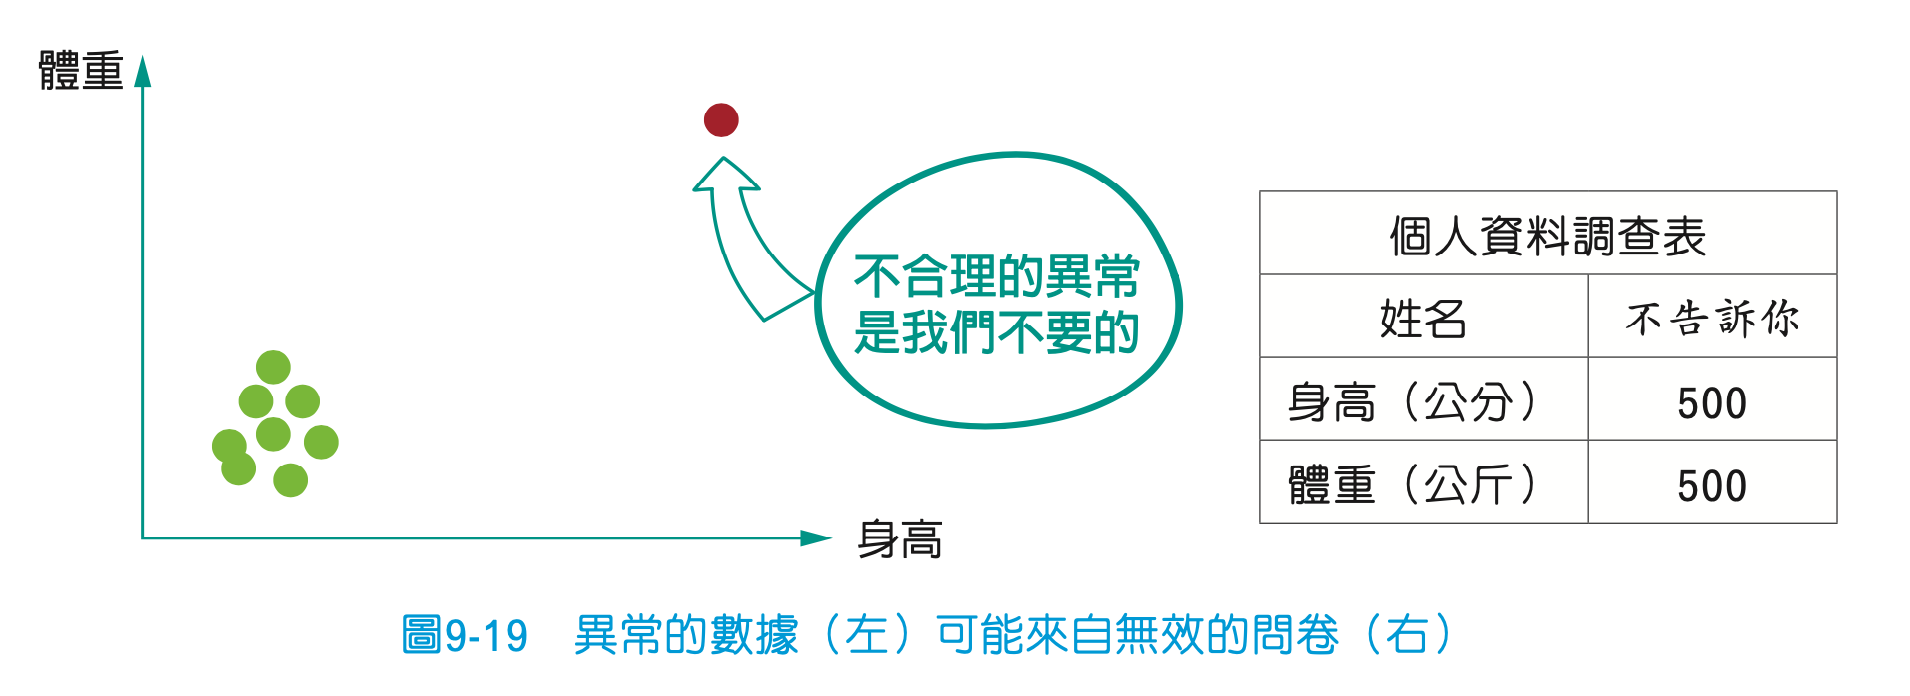 體重
不合理的異常
是我們不要的
身高
個人資料調查表
姓名 不告訴你
身高（公分） 500
體重（公斤） 500
圖9-19 異常的數據（左）可能來自無效的問卷（右）